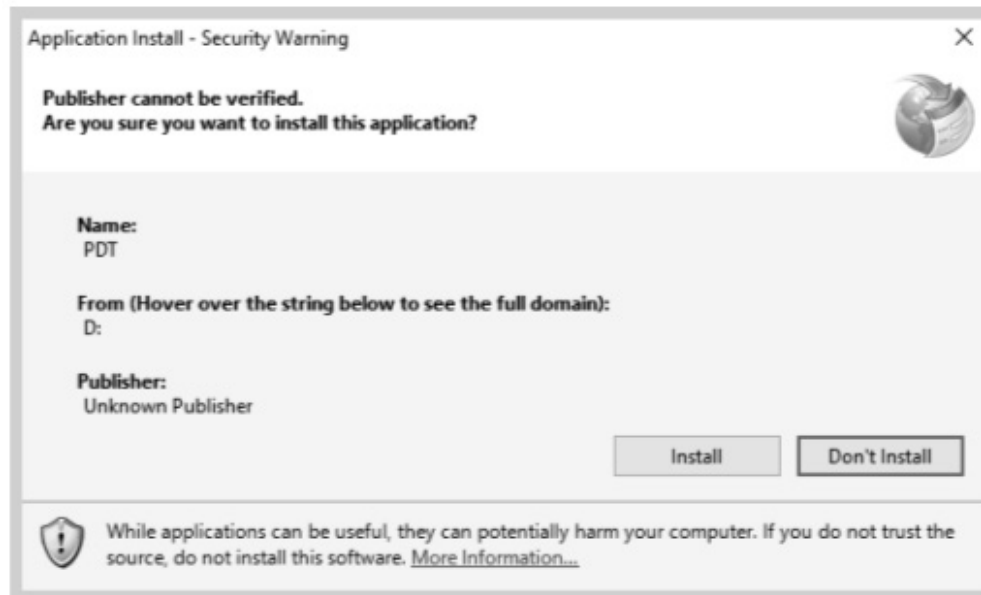 Application Install - Security Warning
Publisher cannot be verified.
Are you sure you want to install this application?
Name:
PDT
From (Hover over the string below to see the full domain):
D:
Publisher:
Unknown Publisher
Install
Don't Install
While applications can be useful, they can potentially harm your computer. If you do not trust the
source, do not install this software. More Information...